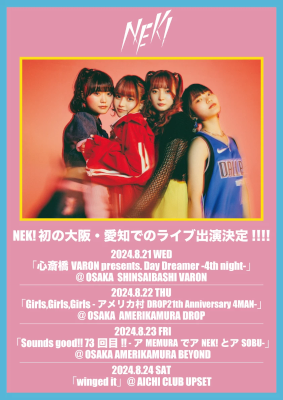 NEK!
NEK!初の大阪・愛知でのライブ出演決定!!!!
2024.8.21 WED
「心斎橋 VARON presents. Day Dreamer -4th night-」
@ OSAKA SHINSAIBASHI VARON
2024.8.22 THU
「Girls,Girls,Girls - アメリカ村 DROP21th Anniversary 4MAN-」
@ OSAKA AMERIKAMURA DROP
2024.8.23 FRI
「Sounds good!! 73 回目 !! - ア MEMURA でア NEK! とア SOBU-」
@ OSAKA AMERIKAMURA BEYOND
2024.8.24 SAT
「winged it」@ AICHI CLUB UPSET